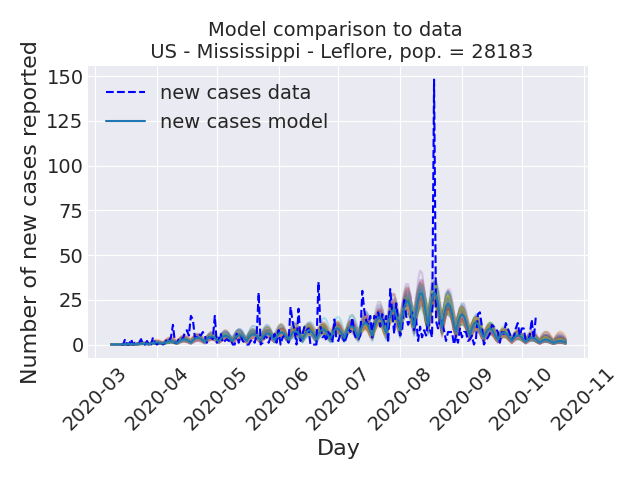 Model comparison to data
US - Mississippi - Leflore, pop. = 28183
Number of new cases reported
150
125
100
75
50
25
0
new cases data
new cases model
2020-03
2020-04
2020-05
2020-06
2020-07
2020-08
2020-09
2020-10
2020-11
Day